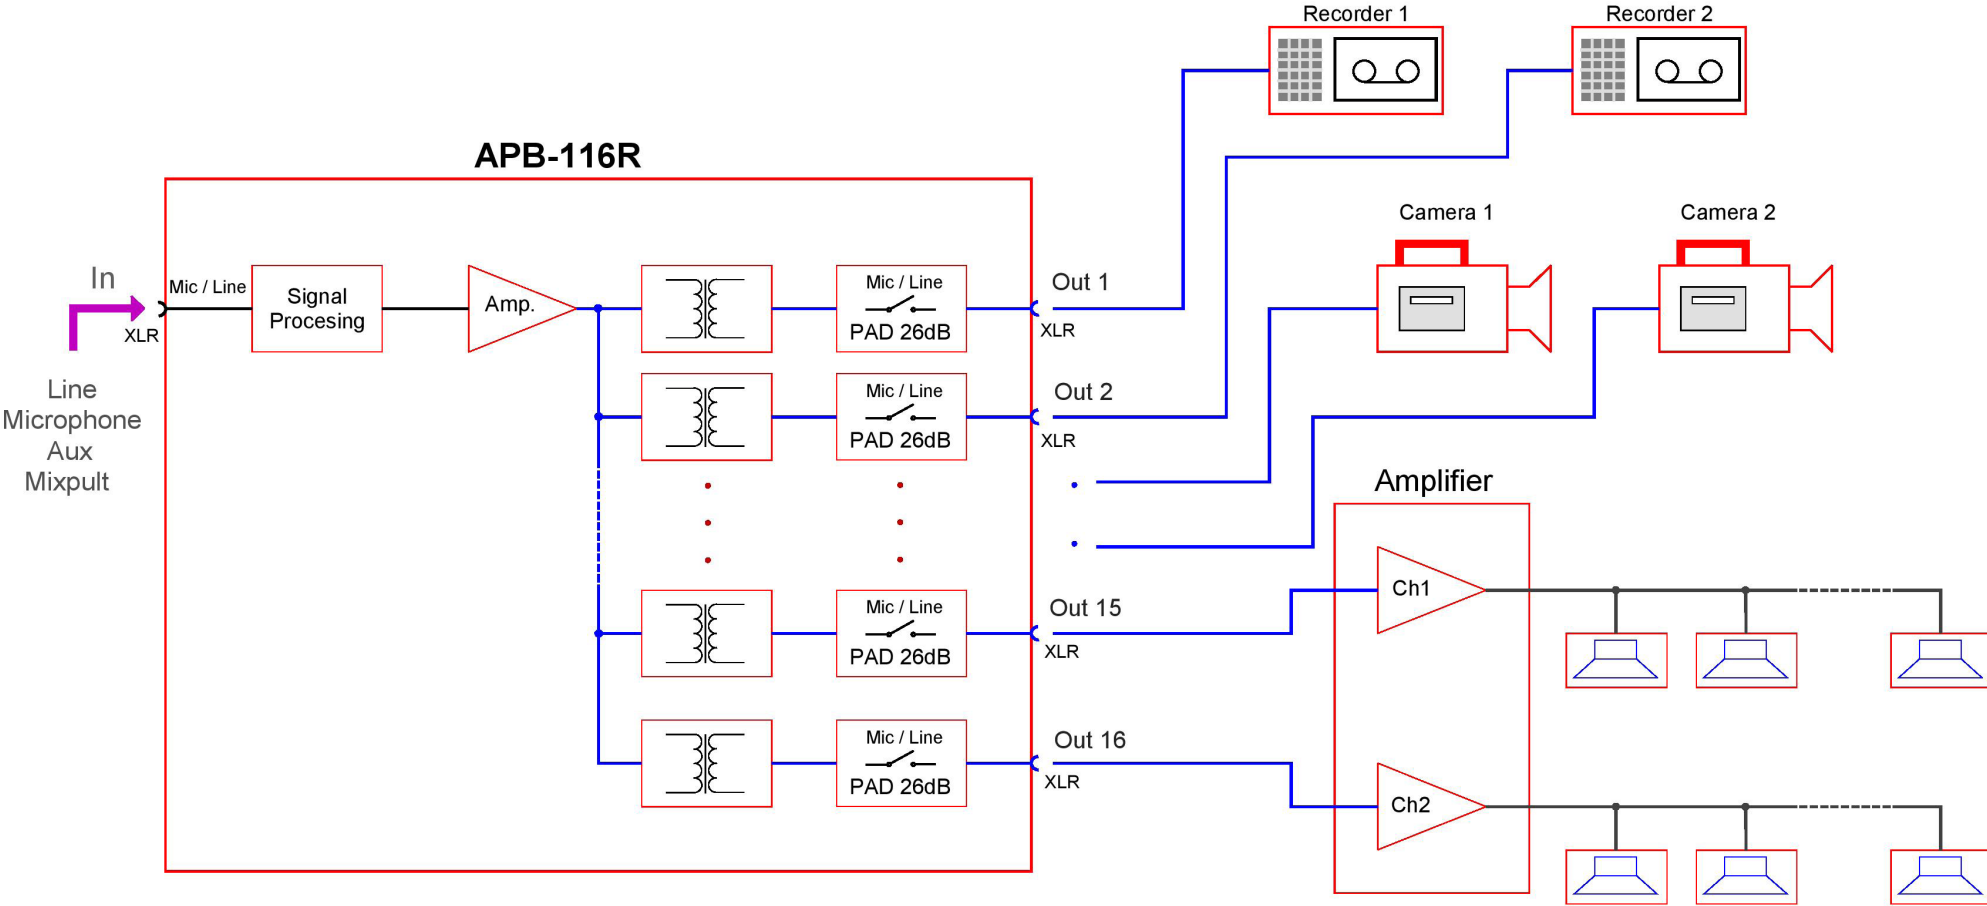 Recorder 1
Recorder 2
APB-116R
Camera 1
Camera 2
In
Mic / Line
XLR
Signal
Procesing
Amp.
Mic / Line
PAD 26dB
Out 1
XLR
Line
Microphone
Aux
Mixpult
Mic / Line
PAD 26dB
Out 2
XLR
Amplifier
Mic / Line
PAD 26dB
Out 15
XLR
Ch1
Mic / Line
PAD 26dB
Out 16
XLR
Ch2